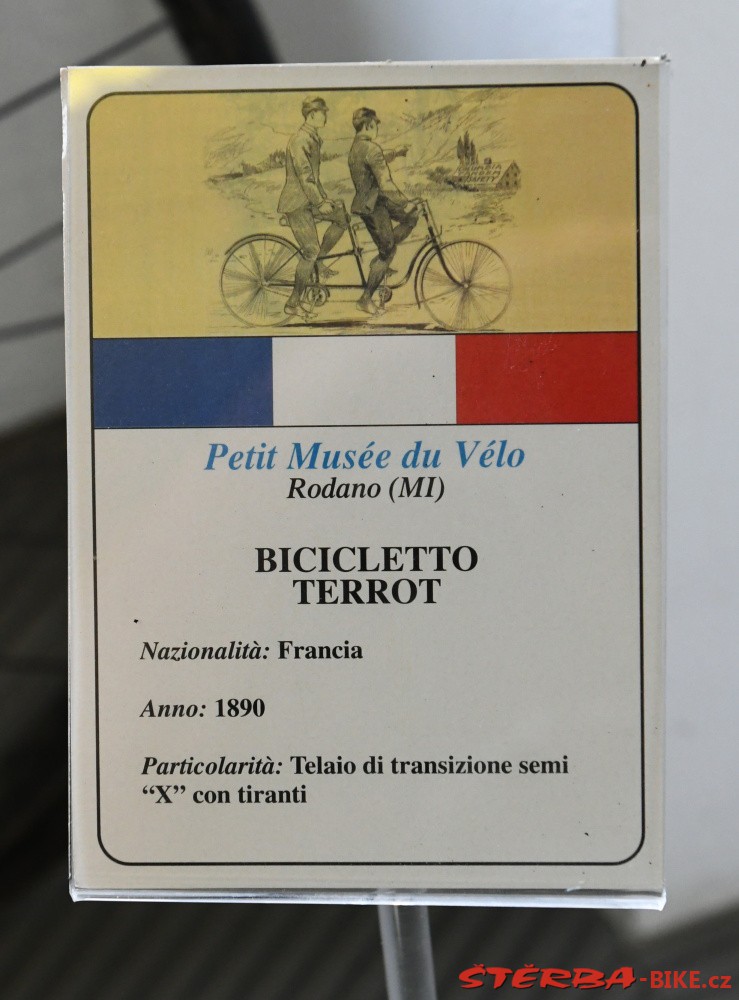 Petit Musée du Vélo
Rodano (MI)
BICICLETTO
TERROT
Nazionalità: Francia
Anno: 1890
Particolarità: Telaio di transizione semi
“X” con tiranti
ŠTĚRBA-BIKE.cz